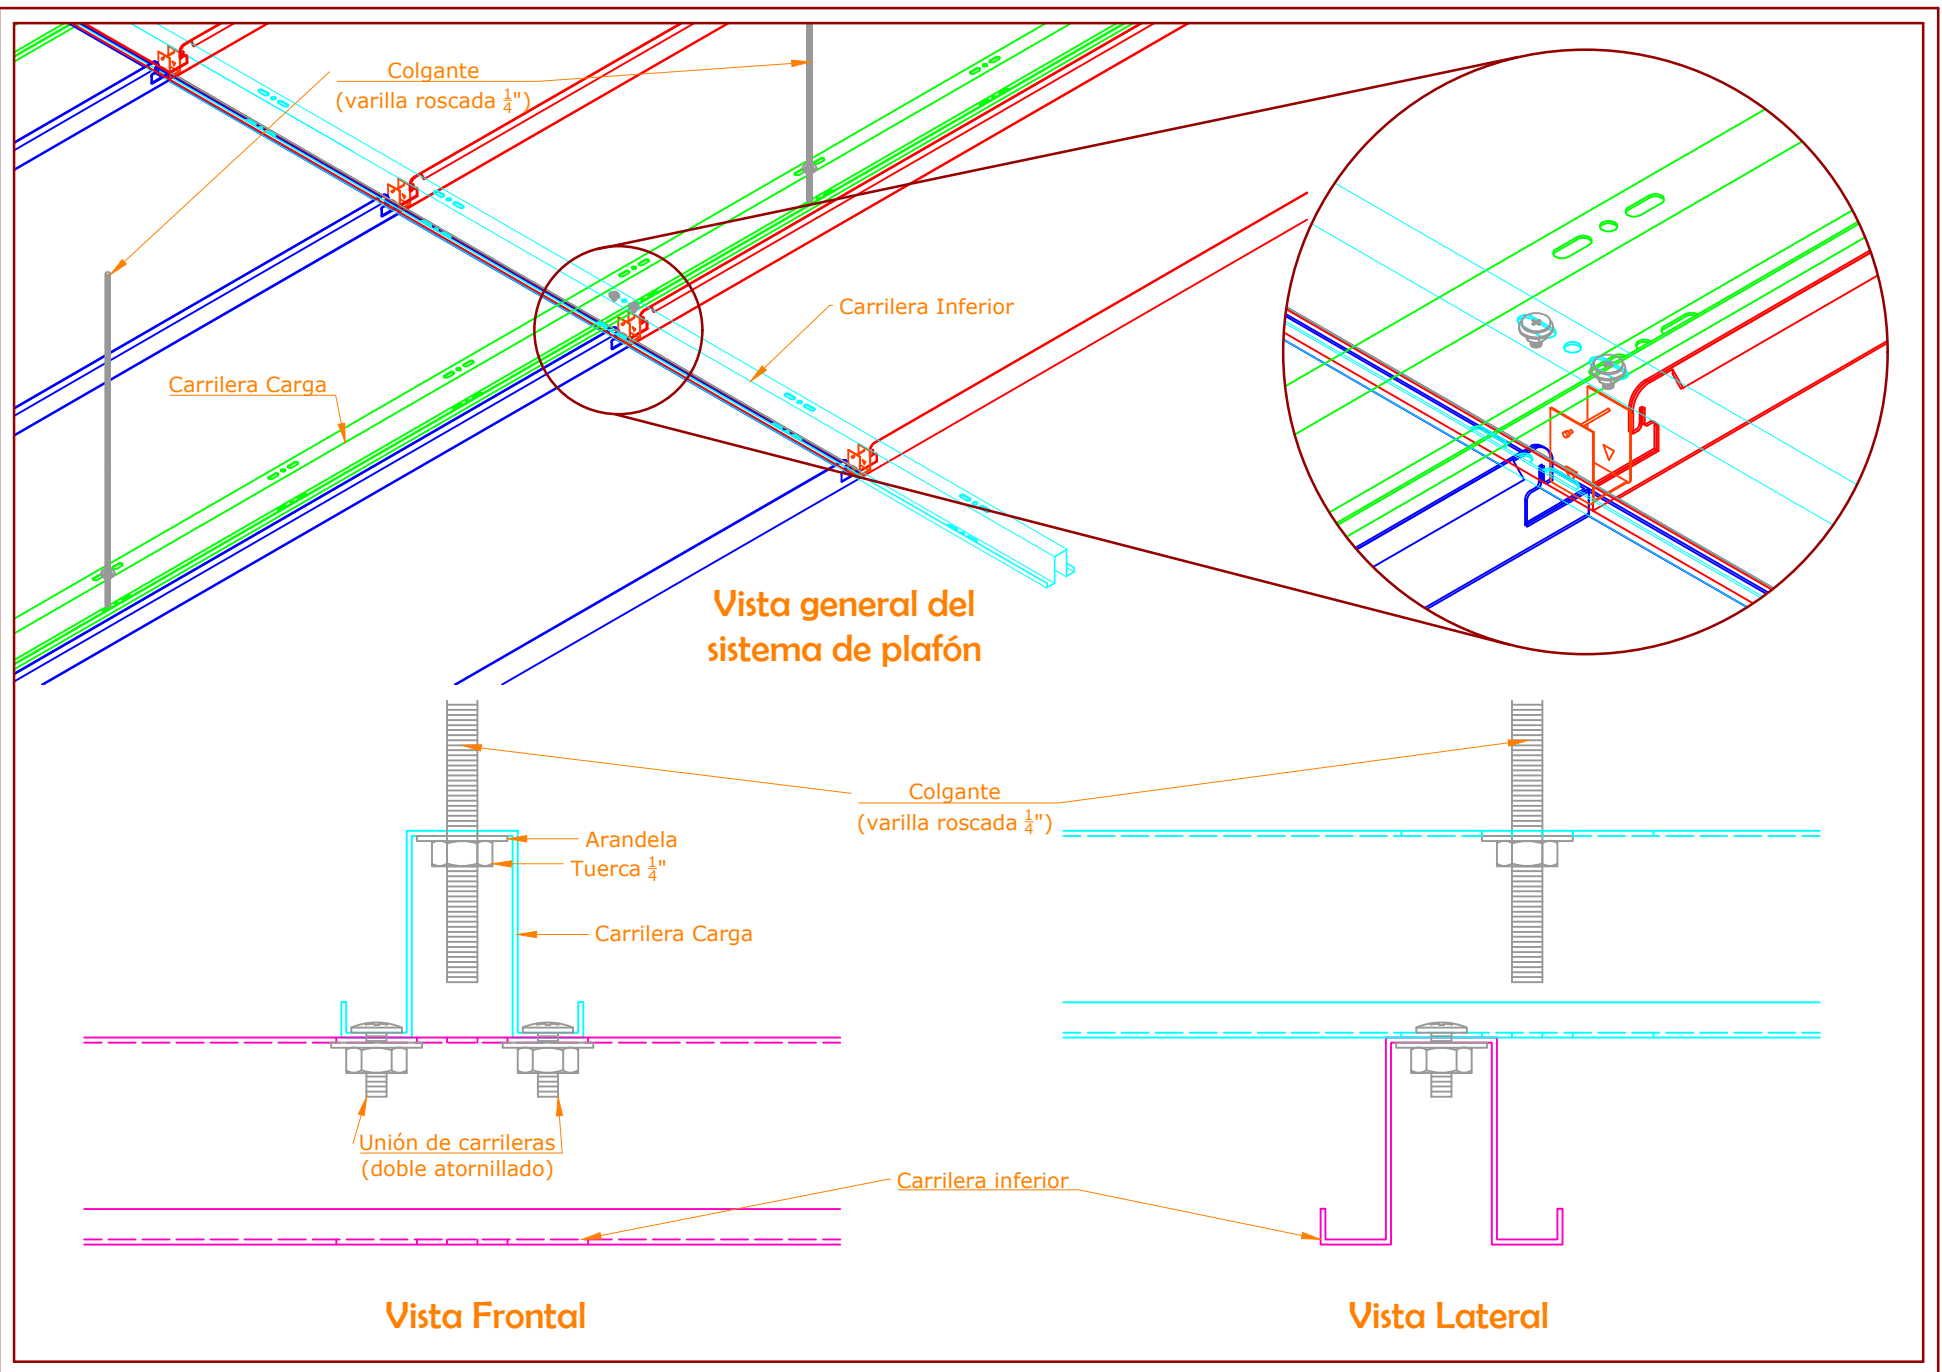 Colgante
(varilla roscada ¼")
Carrilera Inferior
Carrilera Carga
Vista general del
sistema de plafón
Colgante
(varilla roscada ¼")
Arandela
Tuerca ¼"
Carrilera Carga
Unión de carrileras
(doble atornillado)
Carrilera inferior
Vista Frontal
Vista Lateral